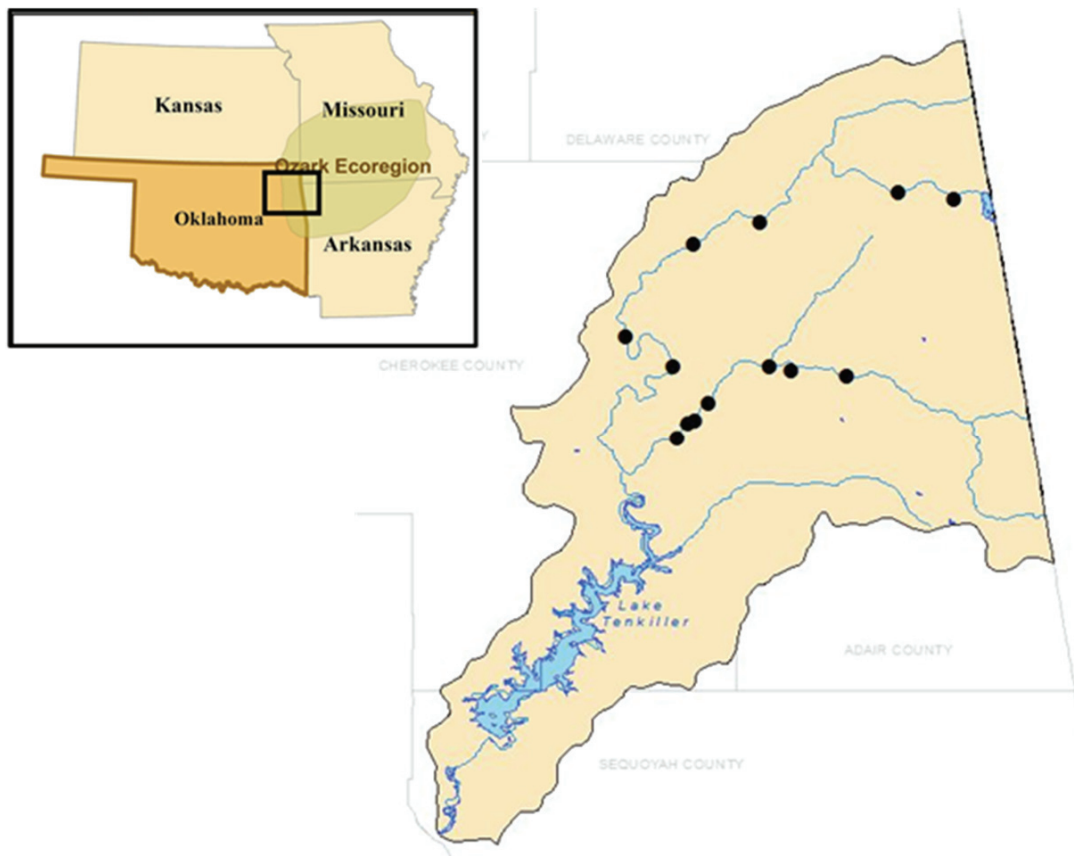 Kansas
Missouri
Ozark Ecoregion
Oklahoma
Arkansas
Y
DELAWARE COUNTY
CHEROKEE COUNTY
Lake
Tenkiller
ADAIR COUNTY
SEQUOYAH COUNTY